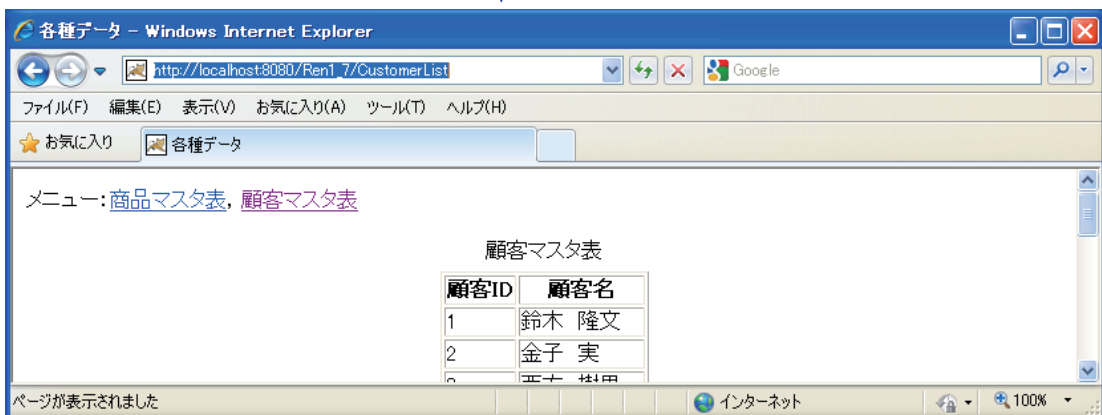 各種データ - Windows Internet Explorer
http://localhost:8080/Ren1_7/CustomerList
Google
ファイル(F) 編集(E) 表示(V) お気に入り(A) ツール(T) ヘルプ(H)
お気に入り 各種データ
メニュー:商品マスタ表, 顧客マスタ表
顧客マスタ表
顧客ID 顧客名
1 鈴木 隆文
2 金子 実
ページが表示されました インターネット 100%